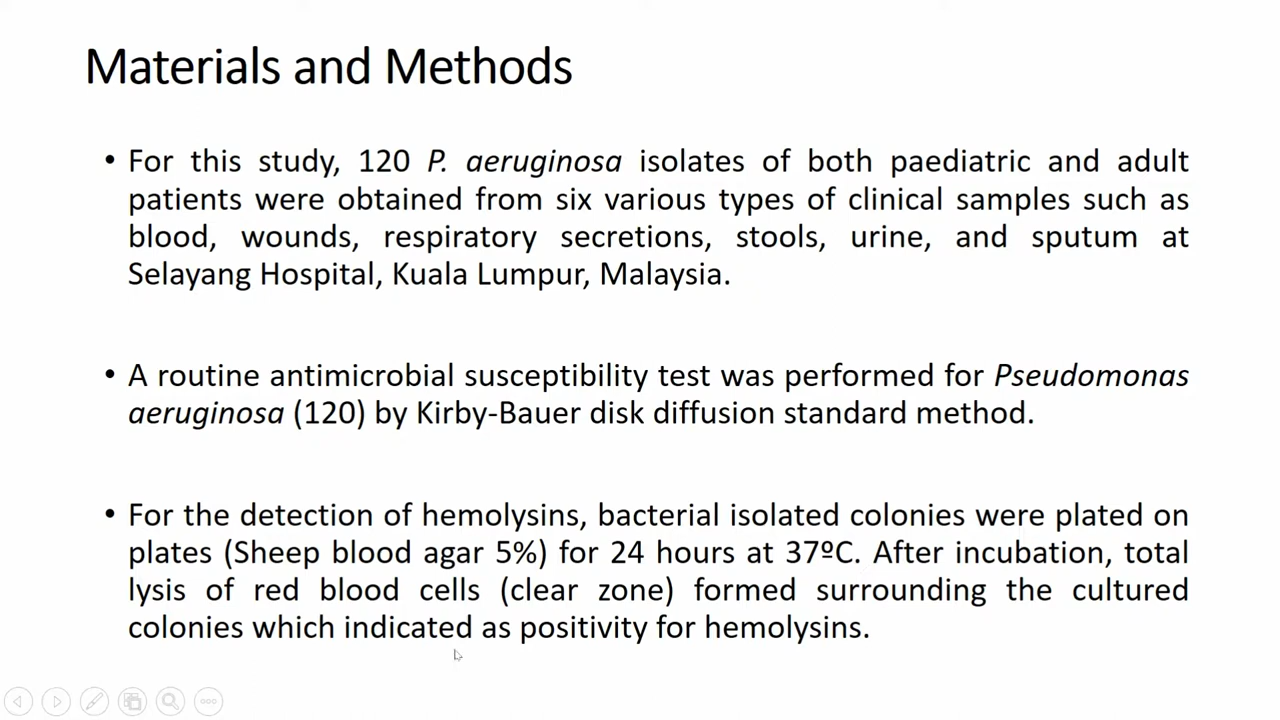 Materials and Methods
• For this study, 120 P. aeruginosa isolates of both paediatric and adult
patients were obtained from six various types of clinical samples such as
blood, wounds, respiratory secretions, stools, urine, and sputum at
Selayang Hospital, Kuala Lumpur, Malaysia.
• A routine antimicrobial susceptibility test was performed for Pseudomonas
aeruginosa (120) by Kirby-Bauer disk diffusion standard method.
• For the detection of hemolysins, bacterial isolated colonies were plated on
plates (Sheep blood agar 5%) for 24 hours at 37ºC. After incubation, total
lysis of red blood cells (clear zone) formed surrounding the cultured
colonies which indicated as positivity for hemolysins.